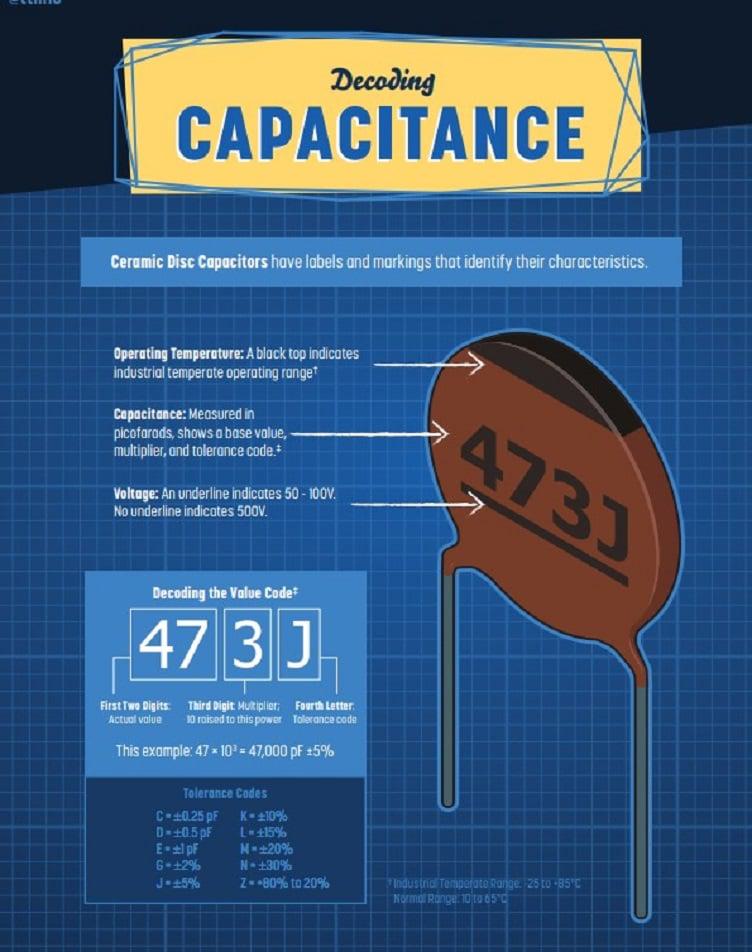 Decoding
CAPACITANCE
Ceramic Disc Capacitors have labels and markings that identify their characteristics.
Operating Temperature: A black top indicates
industrial temperate operating range†
Capacitance: Measured in
picofarads, shows a base value,
multiplier, and tolerance code.‡
Voltage: An underline indicates 50 - 100V.
No underline indicates 500V.
473J
Decoding the Value Code‡
47 3 J
First Two Digits: Third Digit: Multiplier; Fourth Letter:
Actual value 10 raised to this power Tolerance code
This example: 47 × 10³ = 47,000 pF ±5%
Tolerance Codes
C = ±0.25 pF K = ±10%
D = ±0.5 pF L = ±15%
E = ±1 pF M = ±20%
G = ±2% N = ±30%
J = ±5% Z = +80% to 20%
†Industrial Temperate Range: -25 to +85°C
Normal Range: 10 to 65°C